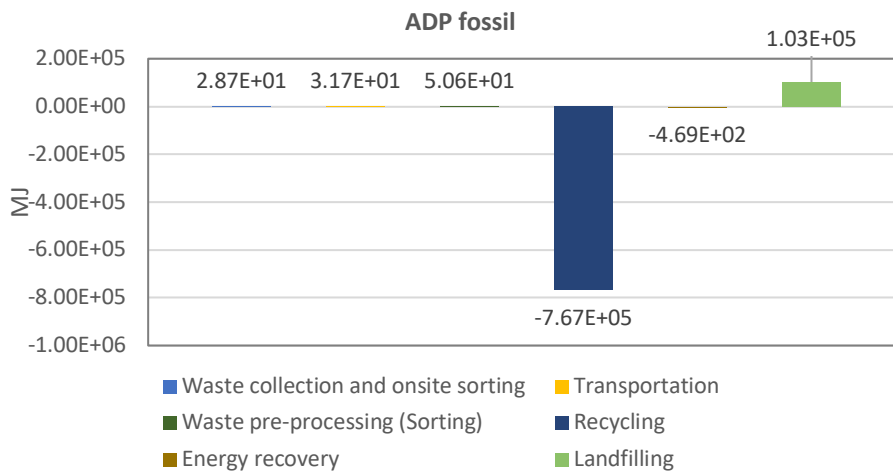 ADP fossil
1.03E+05
2.00E+05
2.87E+01 3.17E+01 5.06E+01
0.00E+00
-4.69E+02
-2.00E+05
-4.00E+05
MJ
-6.00E+05
-8.00E+05
-7.67E+05
-1.00E+06
Waste collection and onsite sorting Transportation
Waste pre-processing (Sorting) Recycling
Energy recovery Landfilling